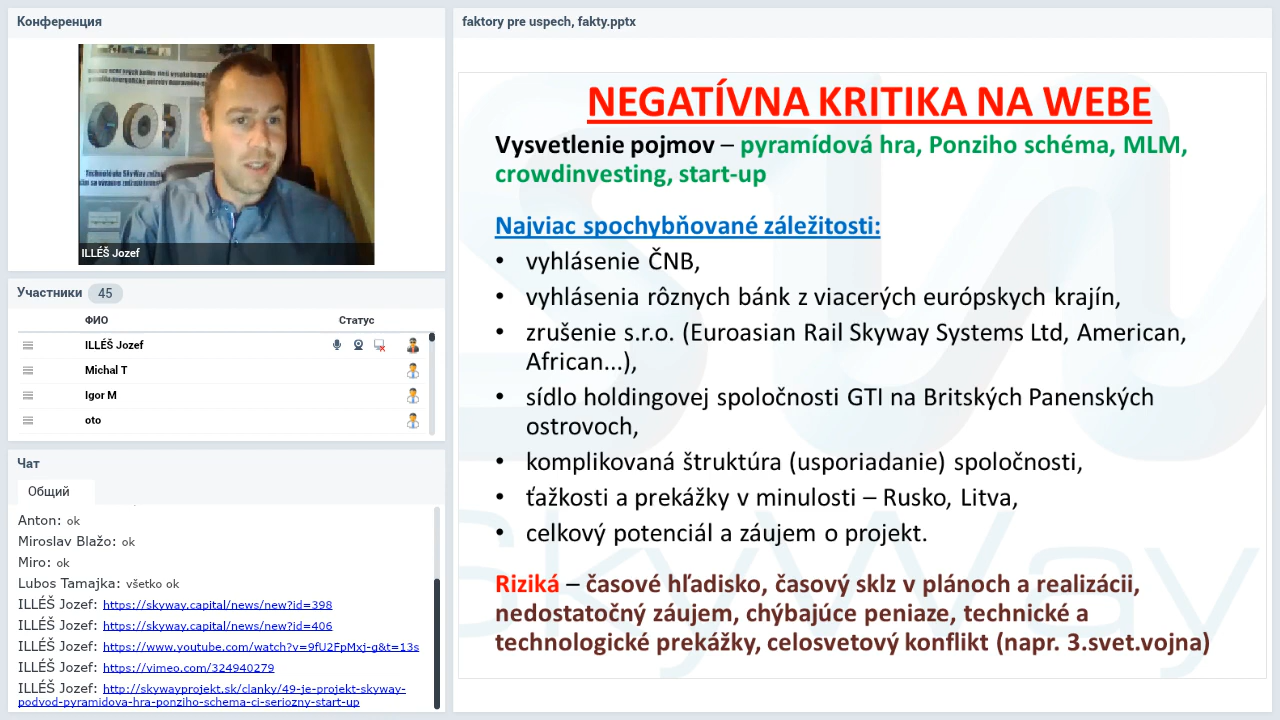 Конференция
ILLÉŠ Jozef
Участники 45
ФИО Статус
ILLÉŠ Jozef
Michal T
Igor M
oto
Чат
Общий
Anton: ok
Miroslav Blažo: ok
Miro: ok
Lubos Tamajka: všetko ok
ILLÉŠ Jozef: https://skyway.capital/news/new?id=398
ILLÉŠ Jozef: https://skyway.capital/news/new?id=406
ILLÉŠ Jozef: https://www.youtube.com/watch?v=9fU2FpMxj-g&t=13s
ILLÉŠ Jozef: https://vimeo.com/324940279
ILLÉŠ Jozef: http://skywayprojekt.sk/clanky/49-je-projekt-skyway-
podvod-pyramidova-hra-ponziho-schema-ci-seriozny-start-up
faktory pre uspech, fakty.pptx
NEGATÍVNA KRITIKA NA WEBE
Vysvetlenie pojmov – pyramídová hra, Ponziho schéma, MLM,
crowdinvesting, start-up
Najviac spochybňované záležitosti:
• vyhlásenie ČNB,
• vyhlásenia rôznych bánk z viacerých európskych krajín,
• zrušenie s.r.o. (Euroasian Rail Skyway Systems Ltd, American,
African...),
• sídlo holdingovej spoločnosti GTI na Britských Panenských
ostrovoch,
• komplikovaná štruktúra (usporiadanie) spoločnosti,
• ťažkosti a prekážky v minulosti – Rusko, Litva,
• celkový potenciál a záujem o projekt.
Riziká – časové hľadisko, časový sklz v plánoch a realizácii,
nedostatočný záujem, chýbajúce peniaze, technické a
technologické prekážky, celosvetový konflikt (napr. 3.svet.vojna)
SkyWay